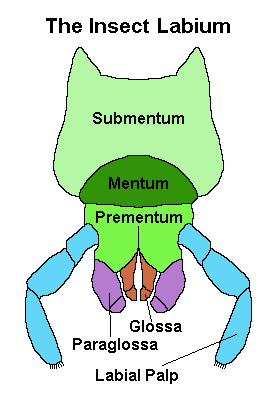 The Insect Labium
Submentum
Mentum
Prementum
Glossa
Paraglossa
Labial Palp